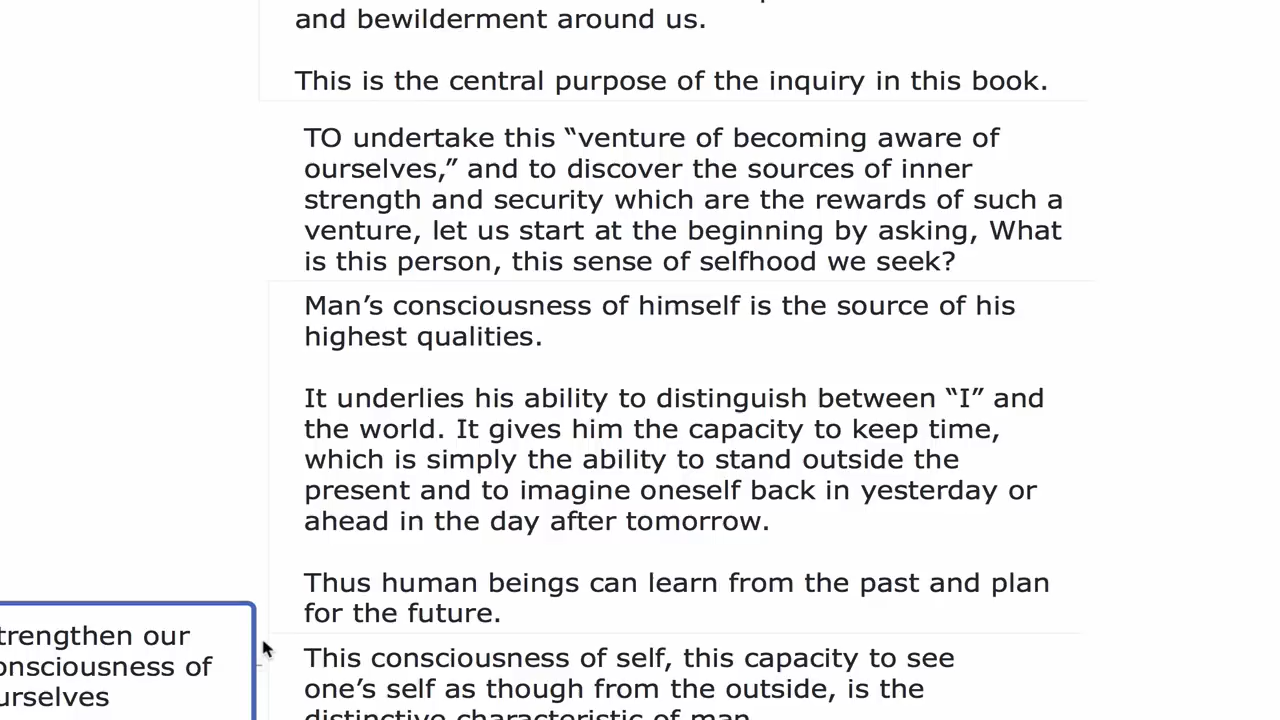 and bewilderment around us.
This is the central purpose of the inquiry in this book.
TO undertake this “venture of becoming aware of
ourselves,” and to discover the sources of inner
strength and security which are the rewards of such a
venture, let us start at the beginning by asking, What
is this person, this sense of selfhood we seek?
Man’s consciousness of himself is the source of his
highest qualities.
It underlies his ability to distinguish between “I” and
the world. It gives him the capacity to keep time,
which is simply the ability to stand outside the
present and to imagine oneself back in yesterday or
ahead in the day after tomorrow.
Thus human beings can learn from the past and plan
for the future.
trengthen our
onsciousness of
urselves
This consciousness of self, this capacity to see
one’s self as though from the outside, is the
distinctive characteristic of man